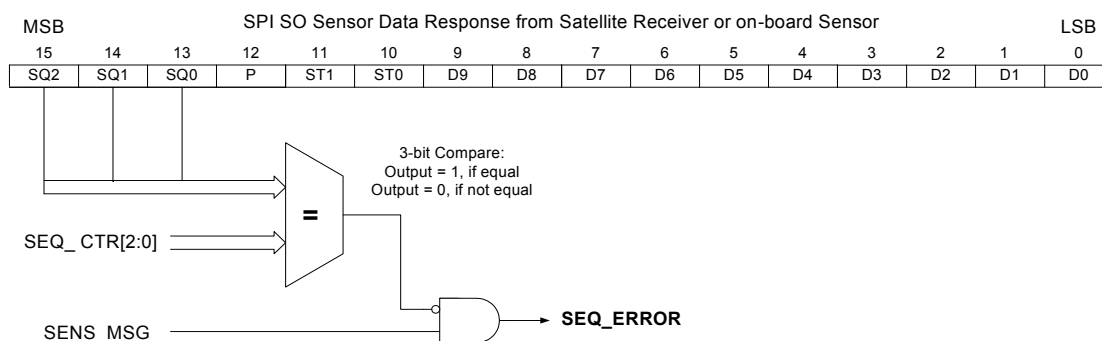 SPI SO Sensor Data Response from Satellite Receiver or on-board Sensor
MSB LSB
15 14 13 12 11 10 9 8 7 6 5 4 3 2 1 0
SQ2 SQ1 SQ0 P ST1 ST0 D9 D8 D7 D6 D5 D4 D3 D2 D1 D0
3-bit Compare:
Output = 1, if equal
Output = 0, if not equal
=
SEQ_ CTR[2:0]
SEQ_ERROR
SENS_MSG